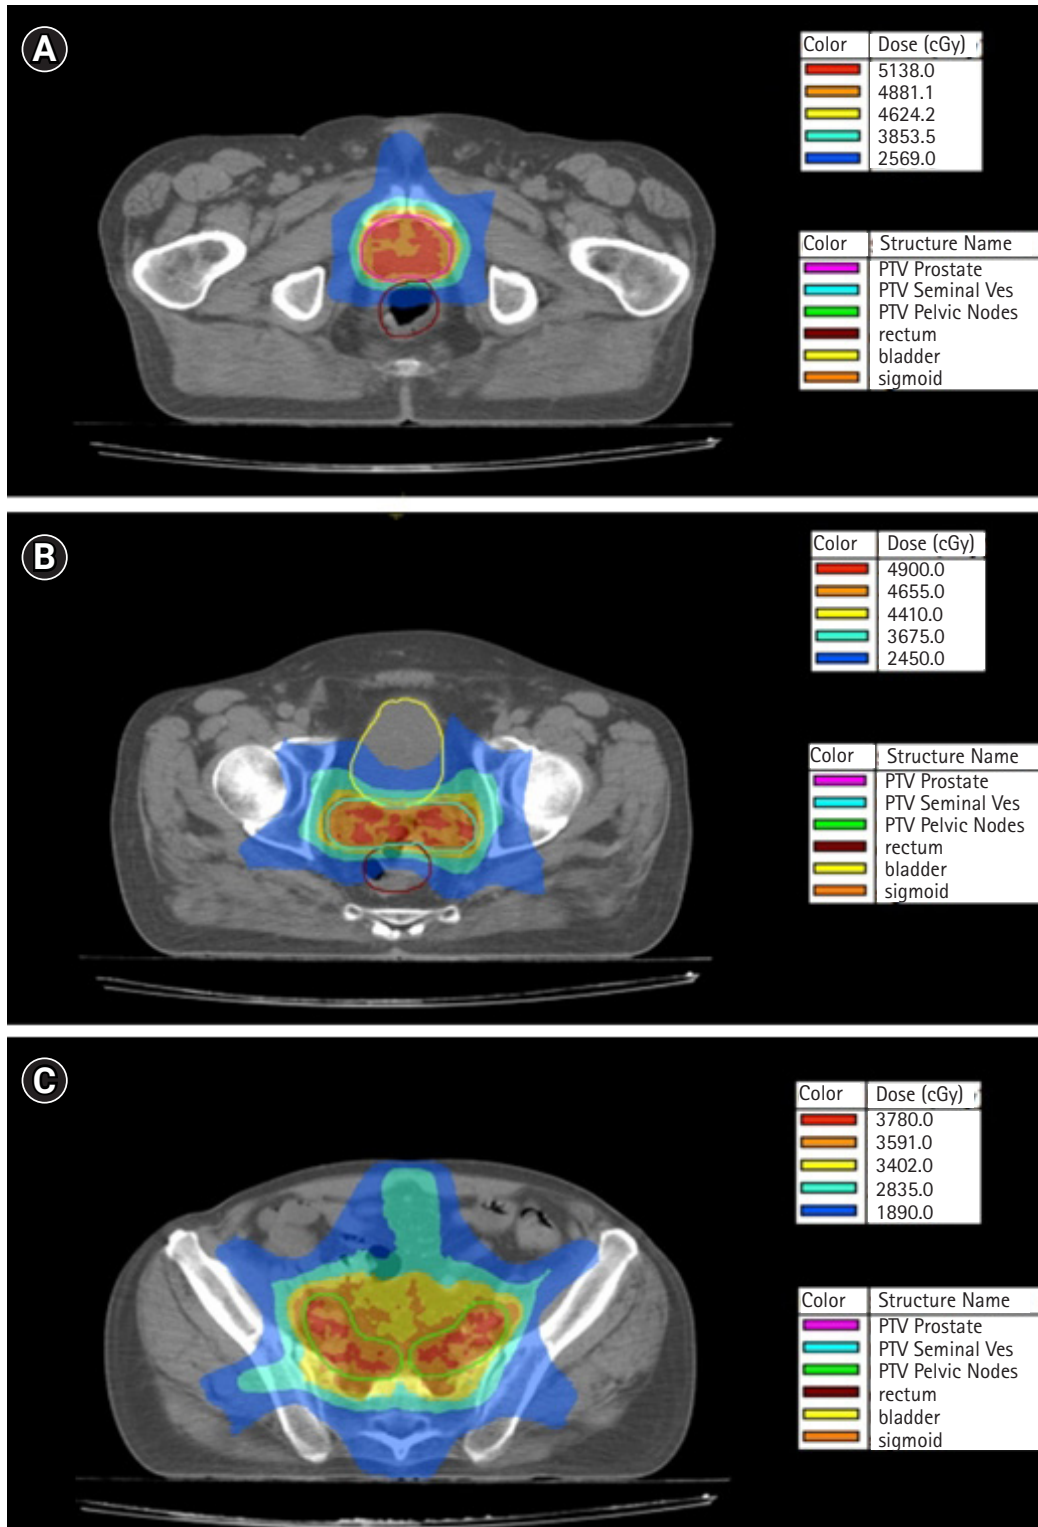 A
Color Dose (cGy)
5138.0
4881.1
4624.2
3853.5
2569.0
Color Structure Name
PTV Prostate
PTV Seminal Ves
PTV Pelvic Nodes
rectum
bladder
sigmoid
B
Color Dose (cGy)
4900.0
4655.0
4410.0
3675.0
2450.0
Color Structure Name
PTV Prostate
PTV Seminal Ves
PTV Pelvic Nodes
rectum
bladder
sigmoid
C
Color Dose (cGy)
3780.0
3591.0
3402.0
2835.0
1890.0
Color Structure Name
PTV Prostate
PTV Seminal Ves
PTV Pelvic Nodes
rectum
bladder
sigmoid